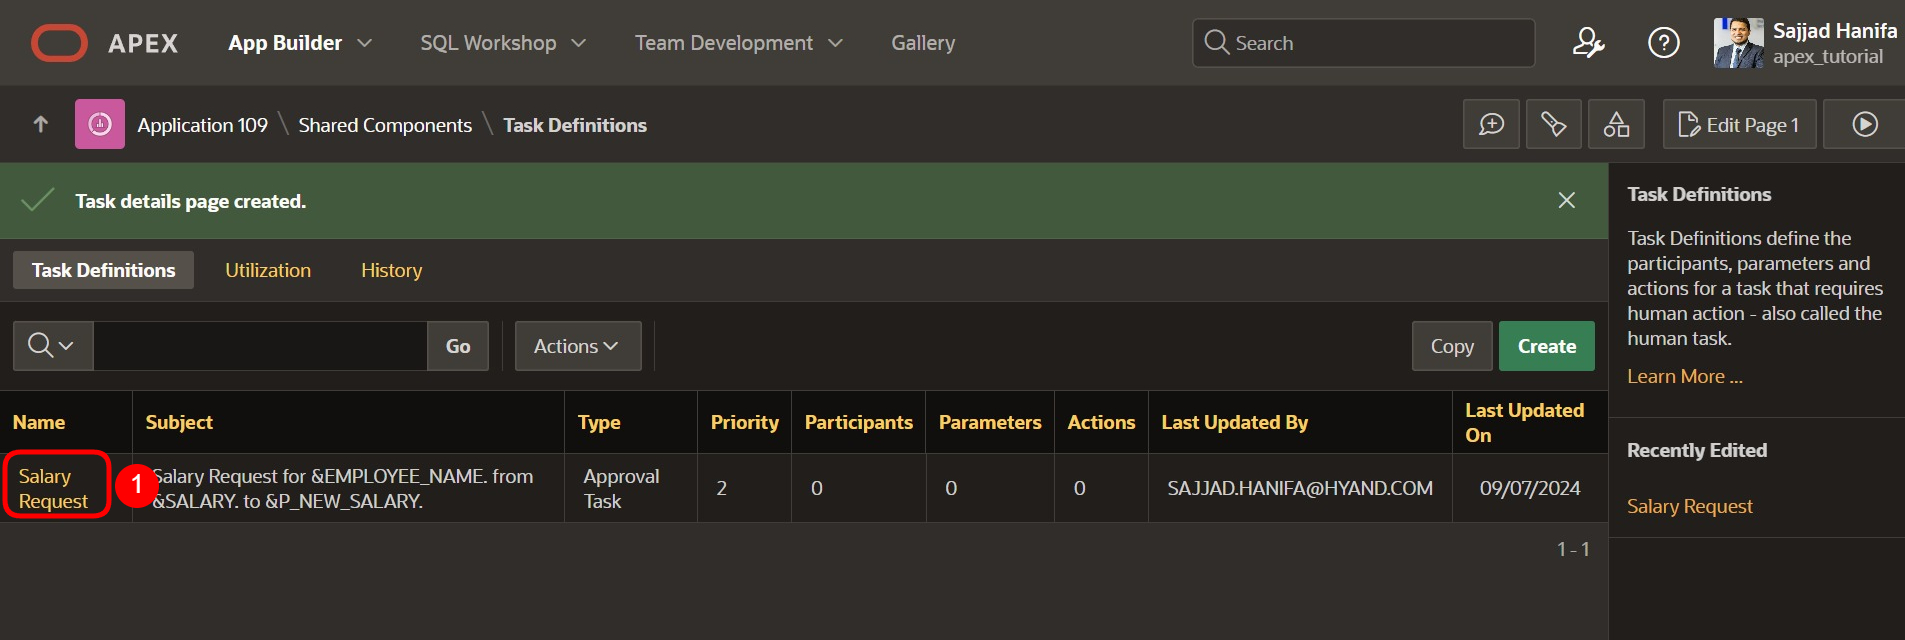 APEX App Builder SQL Workshop Team Development Gallery Search Sajjad Hanifa
apex_tutorial
Application 109 \ Shared Components \ Task Definitions Edit Page 1
Task details page created.
Task Definitions Utilization History
Go Actions Copy Create
Name Subject Type Priority Participants Parameters Actions Last Updated By Last Updated
On
Salary
Request
1
Salary Request for &EMPLOYEE_NAME. from
&SALARY. to &P_NEW_SALARY.
Approval
Task
2 0 0 0 SAJJAD.HANIFA@HYAND.COM 09/07/2024
1 - 1
Task Definitions
Task Definitions define the
participants, parameters and
actions for a task that requires
human action - also called the
human task.
Learn More ...
Recently Edited
Salary Request